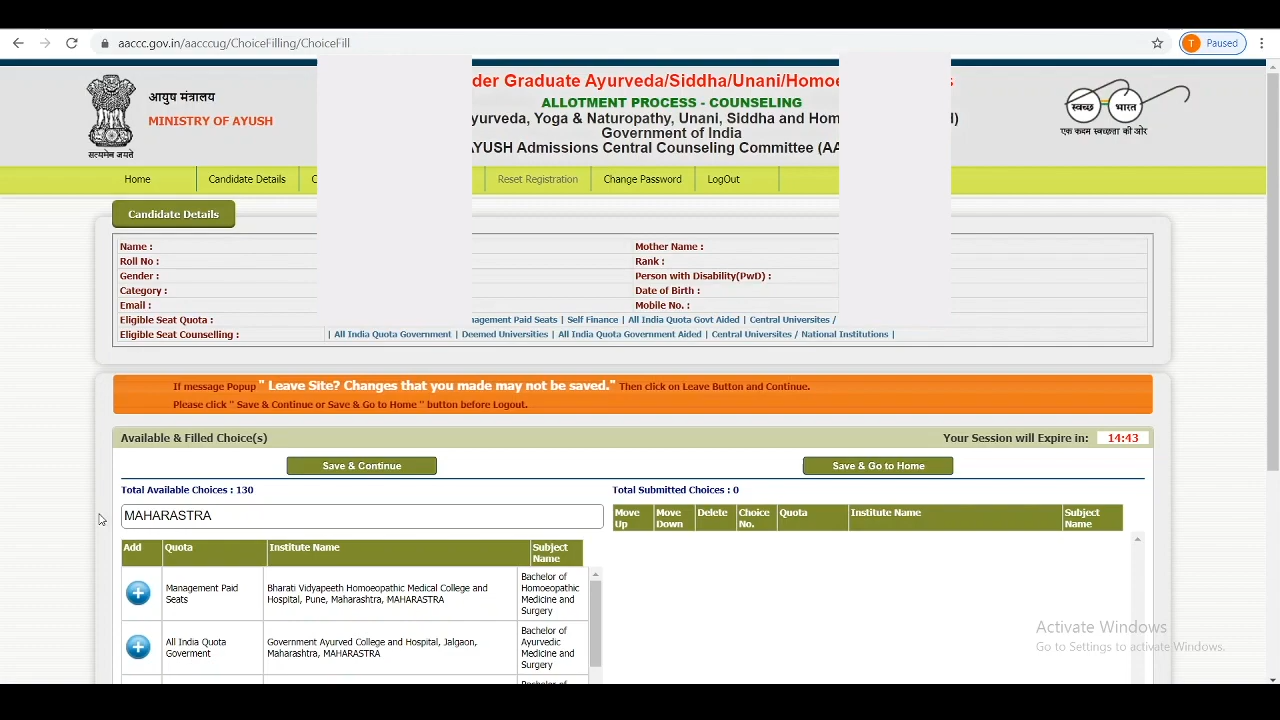 aaccc.gov.in/aacccug/ChoiceFilling/ChoiceFill
T Paused
आयुष मंत्रालय
MINISTRY OF AYUSH
सत्यमेव जयते
der Graduate Ayurveda/Siddha/Unani/Homoe
ALLOTMENT PROCESS - COUNSELING
yurveda, Yoga & Naturopathy, Unani, Siddha and Hom
Government of India
AYUSH Admissions Central Counseling Committee (AA
स्वच्छ भारत
एक कदम स्वच्छता की ओर
Home Candidate Details C Reset Registration Change Password LogOut
Candidate Details
Name : Mother Name :
Roll No : Rank :
Gender : Person with Disability(PwD) :
Category : Date of Birth :
Email : Mobile No. :
Eligible Seat Quota : nagement Paid Seats | Self Finance | All India Quota Govt Aided | Central Universites /
Eligible Seat Counselling : | All India Quota Government | Deemed Universities | All India Quota Government Aided | Central Universites / National Institutions |
If message Popup " Leave Site? Changes that you made may not be saved." Then click on Leave Button and Continue.
Please click " Save & Continue or Save & Go to Home " button before Logout.
Available & Filled Choice(s) Your Session will Expire in: 14:43
Save & Continue Save & Go to Home
Total Available Choices : 130 Total Submitted Choices : 0
MAHARASTRA
Move Up Move Down Delete Choice No. Quota Institute Name Subject Name
Add Quota Institute Name Subject Name
Management Paid Seats
Bharati Vidyapeeth Homoeopathic Medical College and
Hospital, Pune, Maharashtra, MAHARASTRA
Bachelor of
Homoeopathic
Medicine and
Surgery
All India Quota
Goverment
Government Ayurved College and Hospital, Jalgaon,
Maharashtra, MAHARASTRA
Bachelor of
Ayurvedic
Medicine and
Surgery
Activate Windows
Go to Settings to activate Windows.